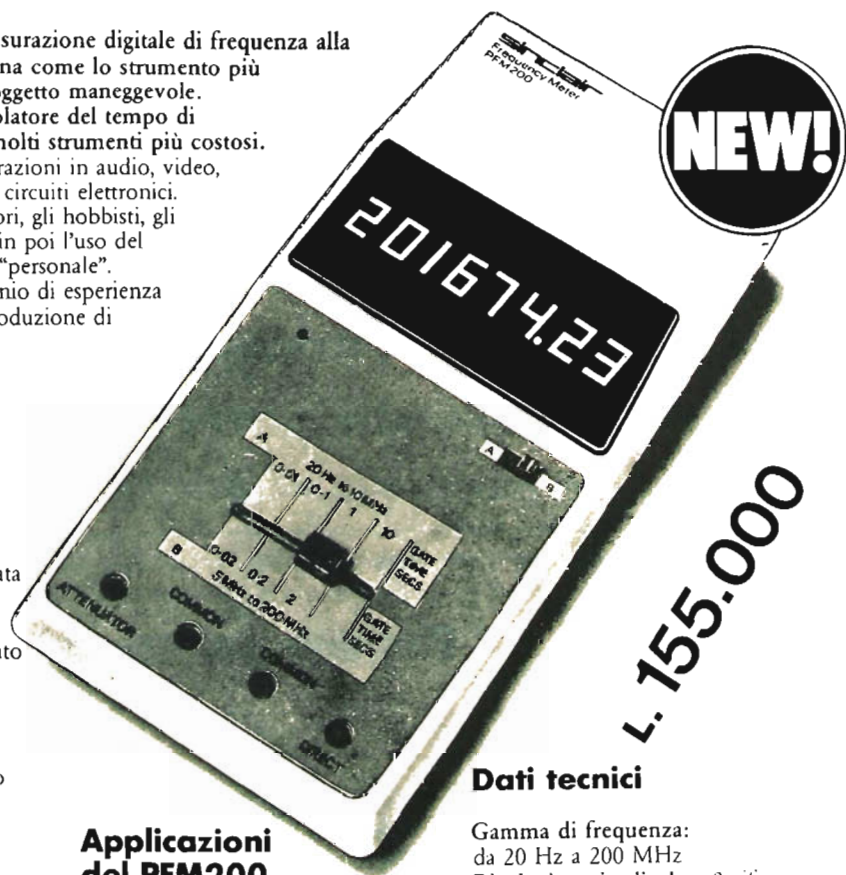 surazione digitale di frequenza alla
na come lo strumento più
oggetto maneggevole.
olatore del tempo di
molti strumenti più costosi.
razioni in audio, video,
circuiti elettronici.
ori, gli hobbisti, gli
in poi l'uso del
"personale".
nio di esperienza
oduzione di
sinclair
Frequency Meter
PFM200
NEW!
201674.23
A B
A
20 Hz to 10 MHz
0·01 0·1 1 10
GATE
TIME
SECS
B
0·02 0·2 2
5 MHz to 200 MHz
GATE
TIME
SECS
ATTENUATOR COMMON COMMON DIRECT
L. 155.000
ata
ato
o
Applicazioni
del PFM200
Dati tecnici
Gamma di frequenza:
da 20 Hz a 200 MHz